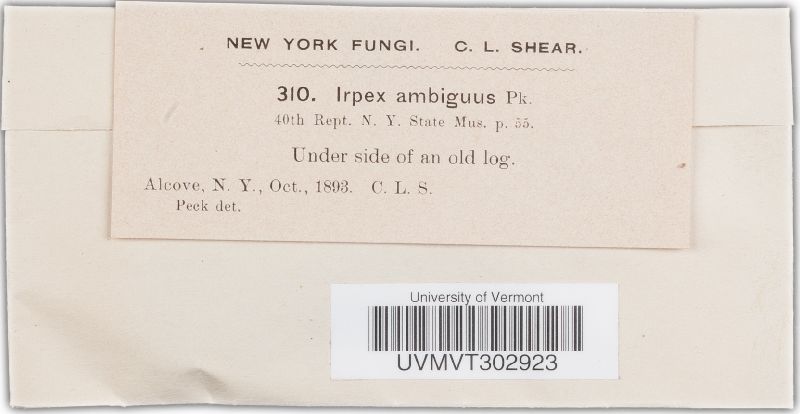 NEW YORK FUNGI. C. L. SHEAR.
310. Irpex ambiguus Pk.
40th Rept. N. Y. State Mus. p. 55.
Under side of an old log.
Alcove, N. Y., Oct., 1893. C. L. S.
Peck det.
University of Vermont
UVMVT302923